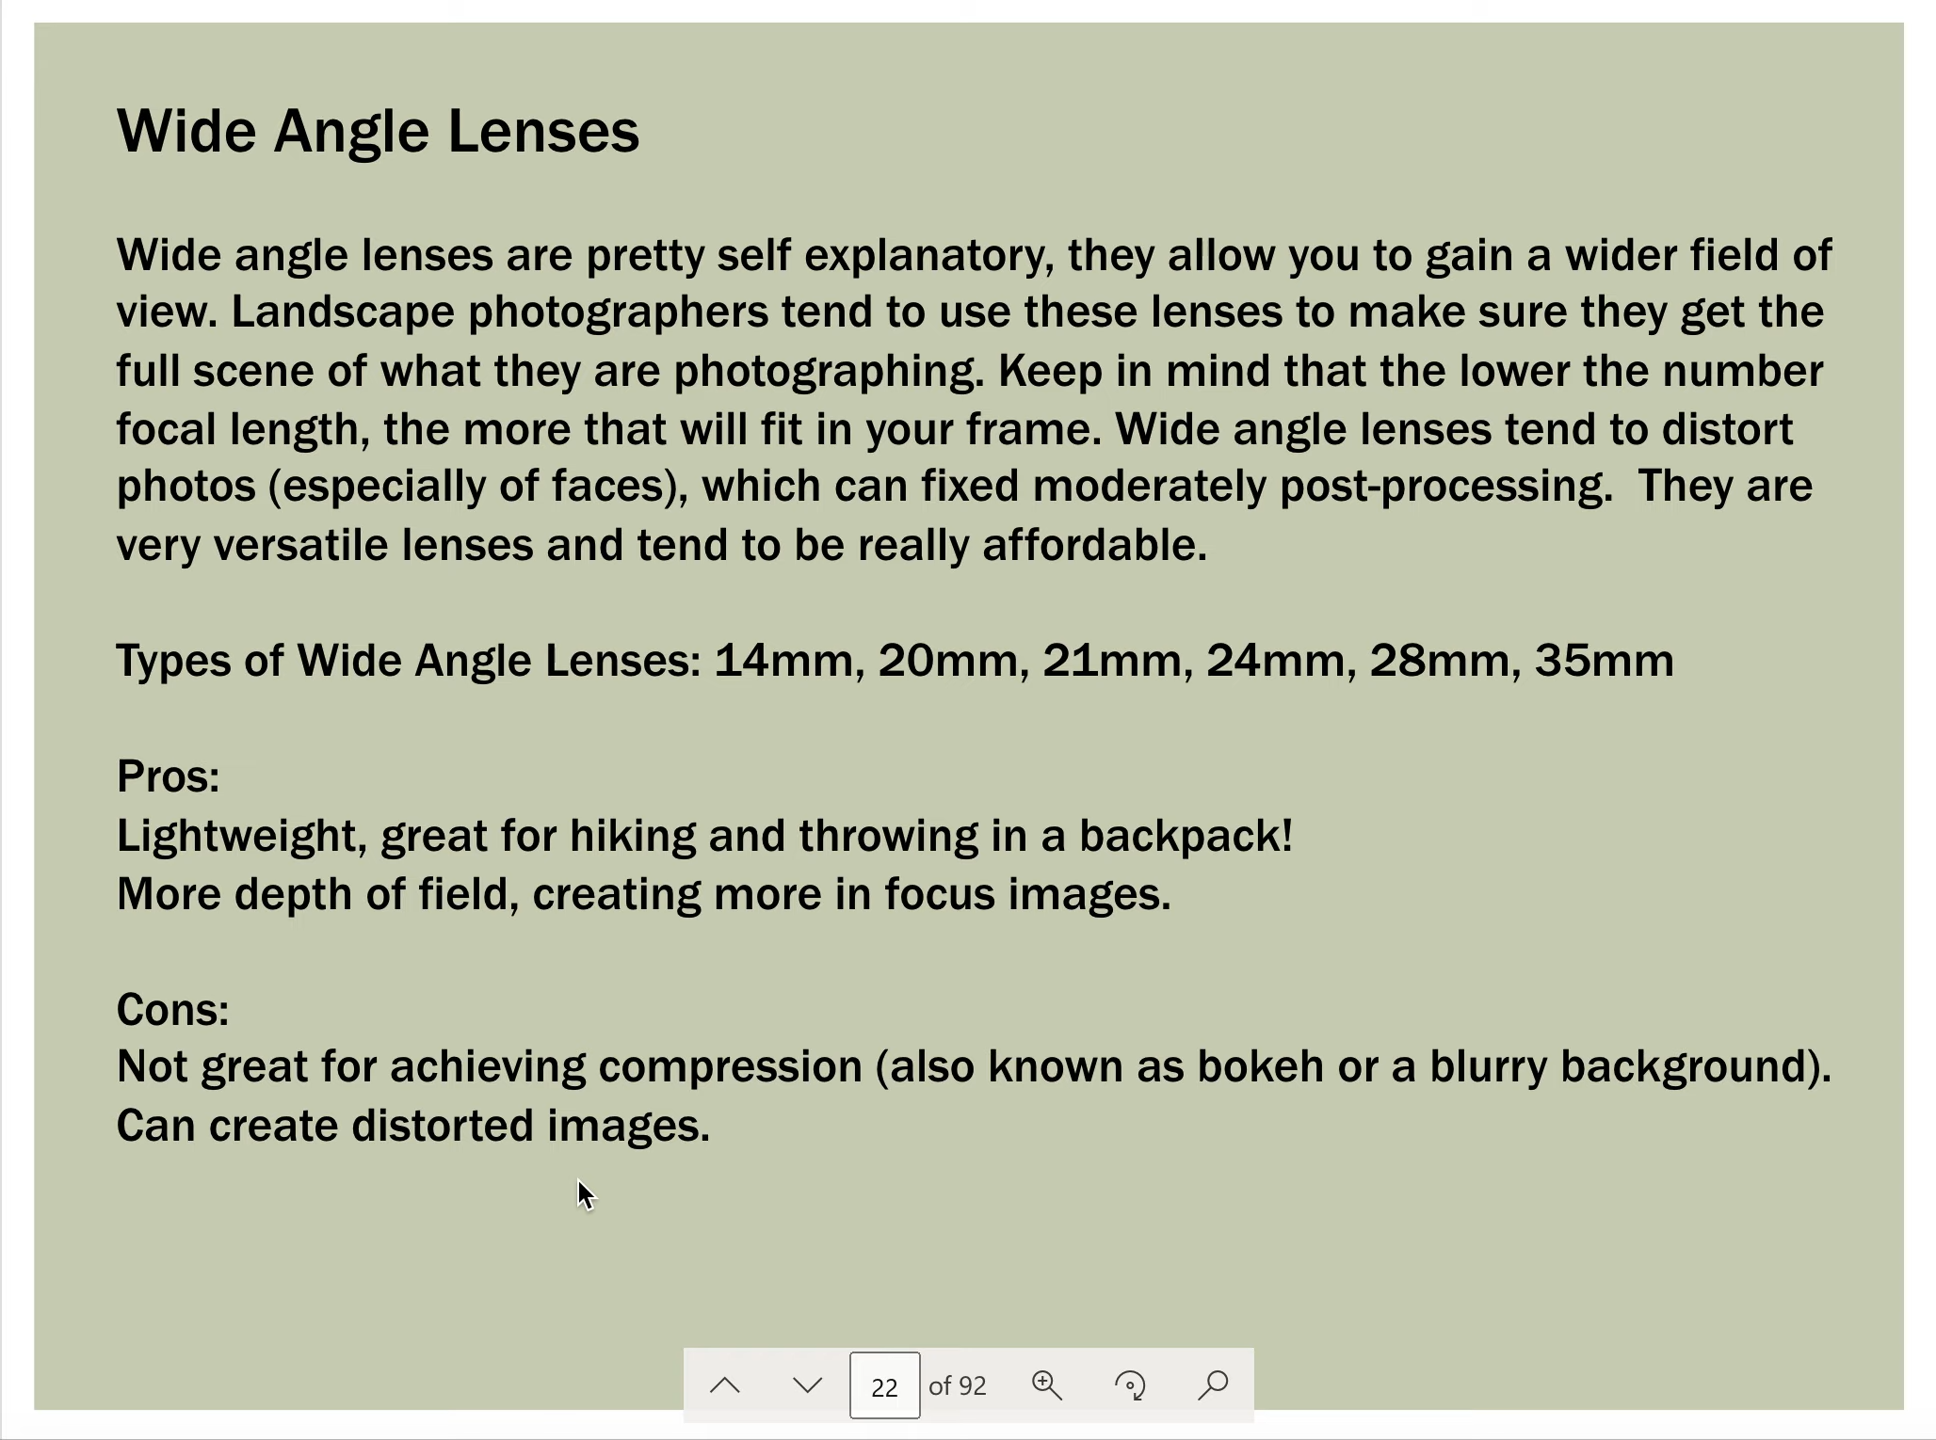 Wide Angle Lenses
Wide angle lenses are pretty self explanatory, they allow you to gain a wider field of
view. Landscape photographers tend to use these lenses to make sure they get the
full scene of what they are photographing. Keep in mind that the lower the number
focal length, the more that will fit in your frame. Wide angle lenses tend to distort
photos (especially of faces), which can fixed moderately post-processing.  They are
very versatile lenses and tend to be really affordable.
Types of Wide Angle Lenses: 14mm, 20mm, 21mm, 24mm, 28mm, 35mm
Pros:
Lightweight, great for hiking and throwing in a backpack!
More depth of field, creating more in focus images.
Cons:
Not great for achieving compression (also known as bokeh or a blurry background).
Can create distorted images.
22 of 92